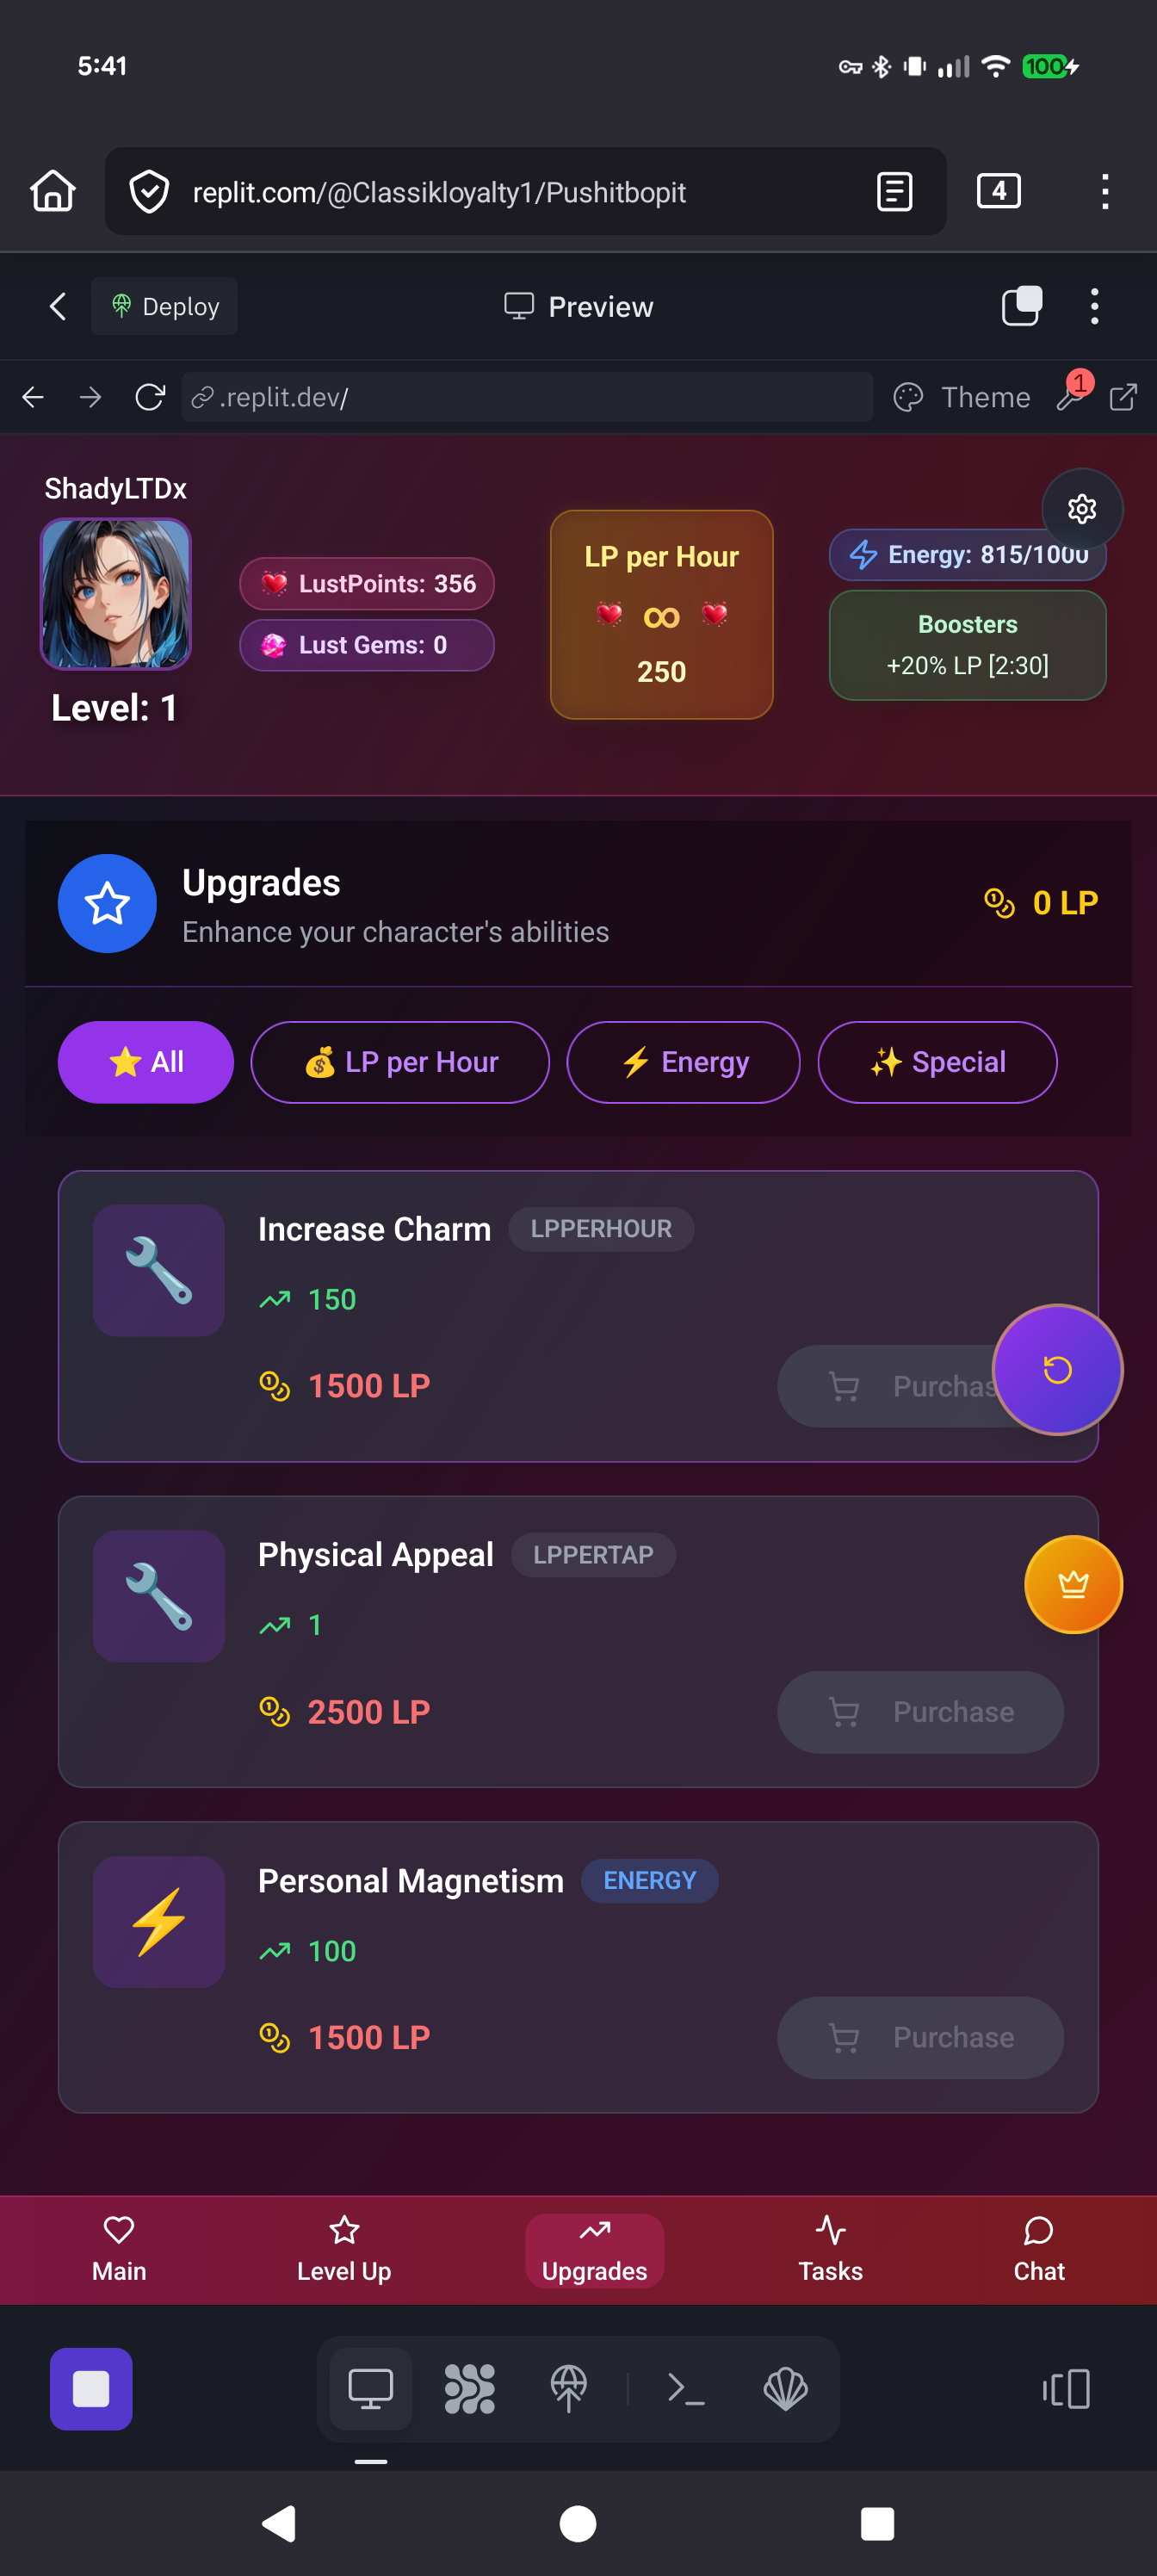 5:41
100
replit.com/@Classikloyalty1/Pushitbopit
4
Deploy
Preview
.replit.dev/
Theme
1
ShadyLTDx
Level: 1
LustPoints: 356
Lust Gems: 0
LP per Hour
∞
250
Energy: 815/1000
Boosters
+20% LP [2:30]
Upgrades
Enhance your character's abilities
0 LP
All
LP per Hour
Energy
Special
Increase Charm
LPPERHOUR
150
1500 LP
Purchas
Physical Appeal
LPPERTAP
1
2500 LP
Purchase
Personal Magnetism
ENERGY
100
1500 LP
Purchase
Main
Level Up
Upgrades
Tasks
Chat